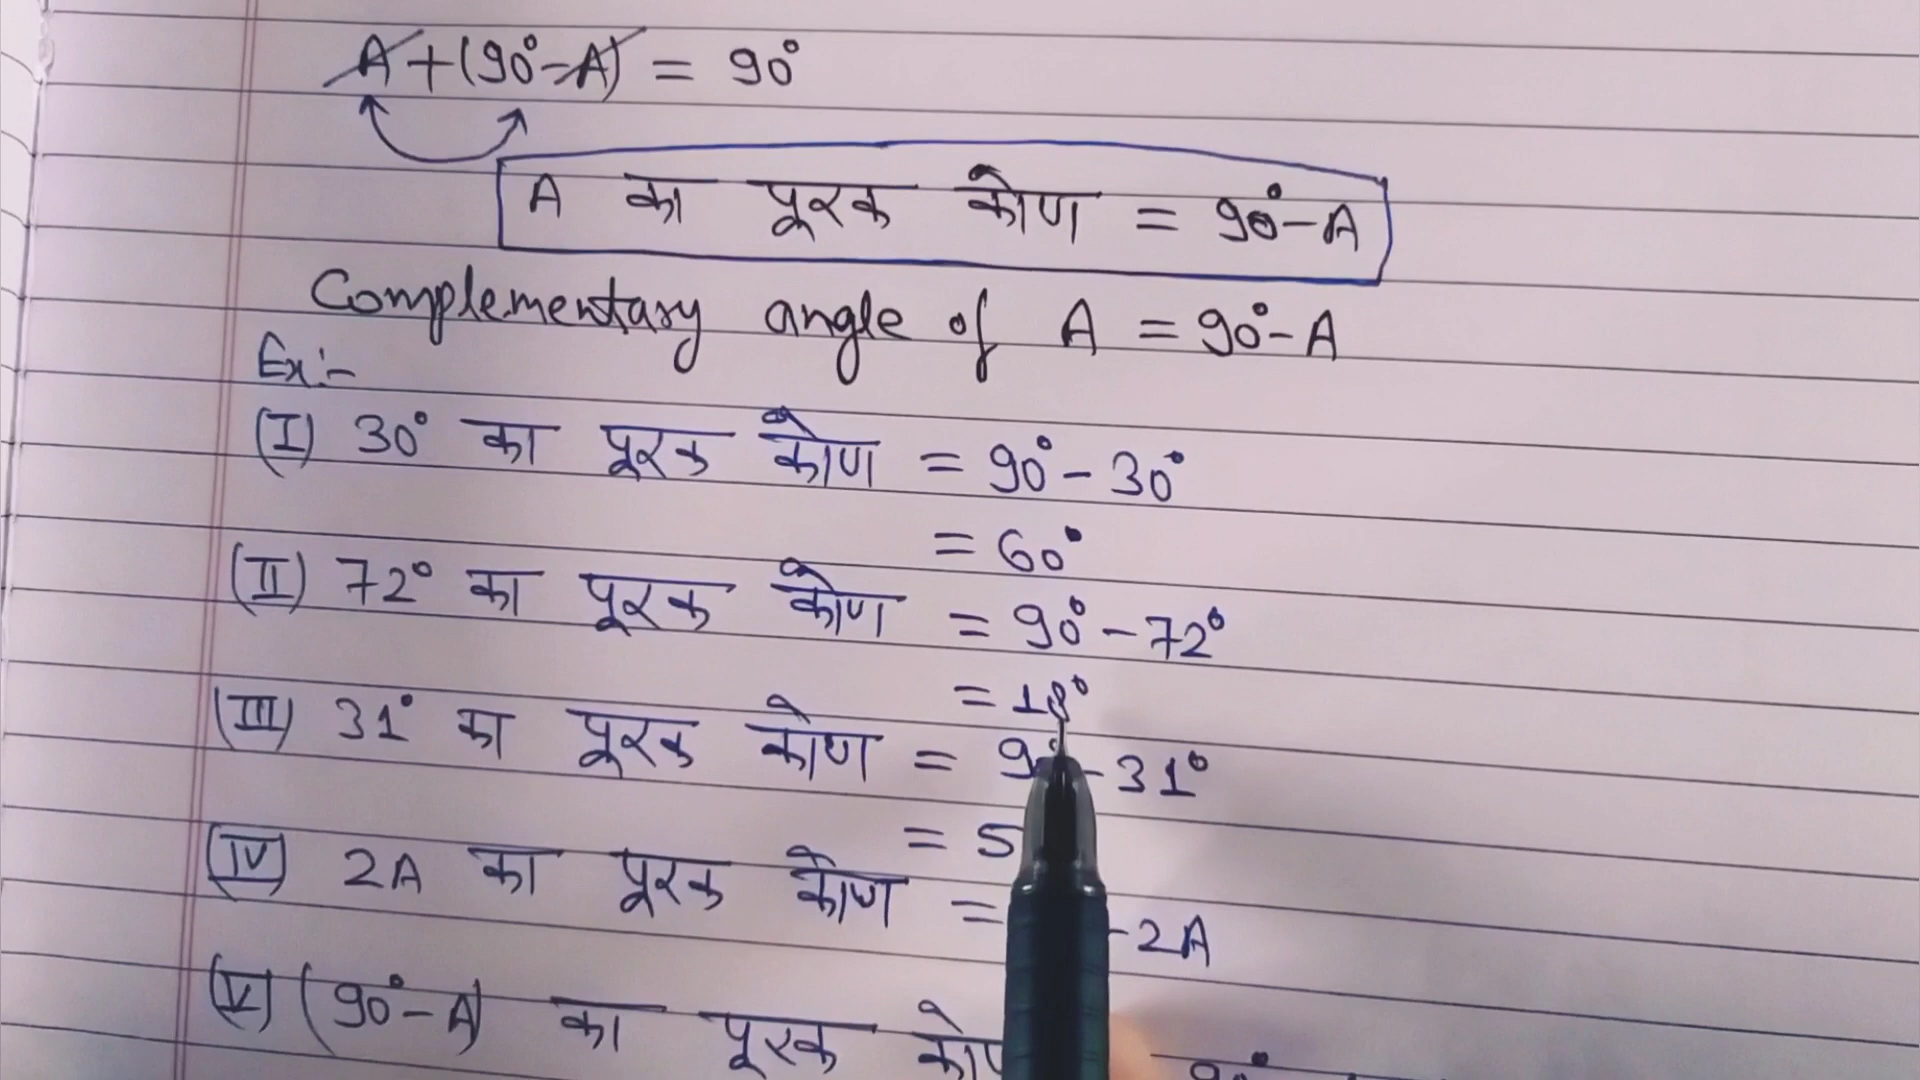 A + (90° - A) = 90°
A का पूरक कोण = 90° - A
Complementary angle of A = 90° - A
Ex:-
(I) 30° का पूरक कोण = 90° - 30°
= 60°
(II) 72° का पूरक कोण = 90° - 72°
= 18°
(III) 31° का पूरक कोण = 90° - 31°
= 5
(IV) 2A का पूरक कोण = - 2A
(V) (90° - A) का पूरक